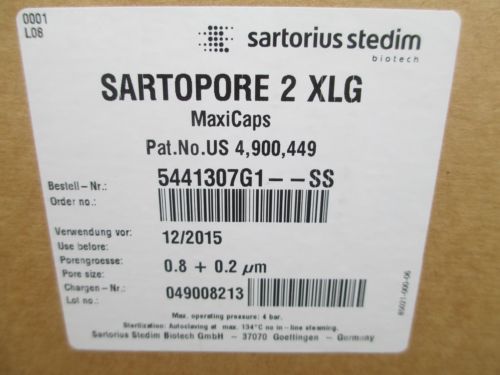 0001
L08
sartorius stedim
biotech
SARTOPORE 2 XLG
MaxiCaps
Pat.No.US 4,900,449
Bestell-Nr.: 5441307G1--SS
Order no.:
Verwendung vor: 12/2015
Use before:
Porengroesse: 0.8 + 0.2 µm
Pore size:
Chargen-Nr.: 049008213
Lot no.:
Max. operating pressure: 4 bar.
Sterilization: Autoclaving at max. 134°C no in-line steaming.
Sartorius Stedim Biotech GmbH - 37070 Goettingen - Germany
85021-000-06